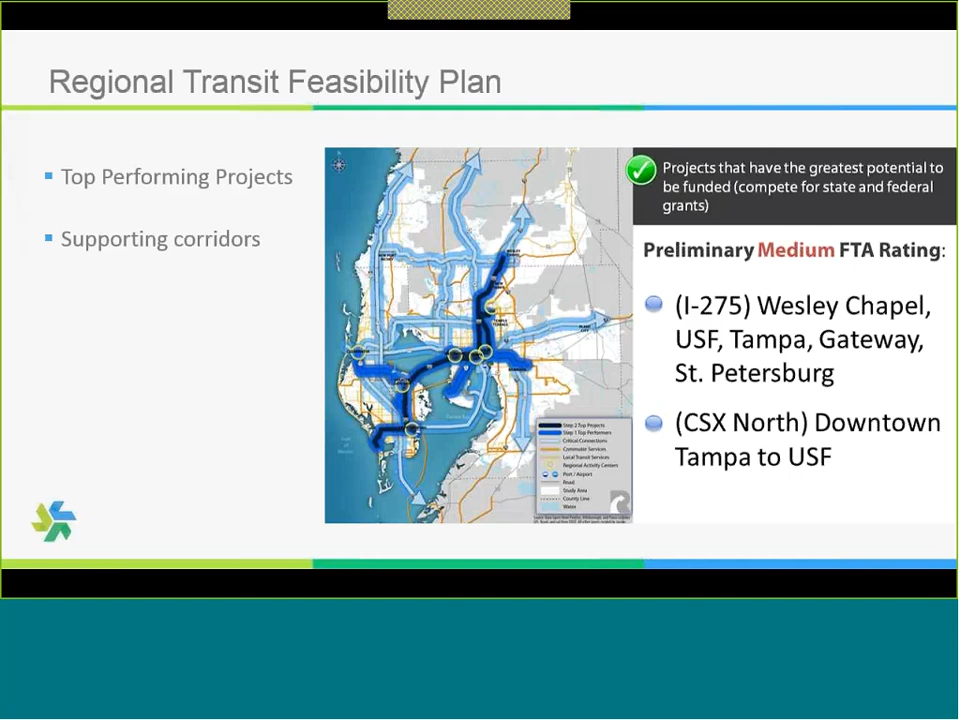 Regional Transit Feasibility Plan
Top Performing Projects
Supporting corridors
Projects that have the greatest potential to
be funded (compete for state and federal
grants)
Preliminary Medium FTA Rating:
(I-275) Wesley Chapel,
USF, Tampa, Gateway,
St. Petersburg
(CSX North) Downtown
Tampa to USF
Step 2 Top Projects
Step 1 Top Performers
Critical Connections
Commuter Services
Local Transit Services
Regional Activity Centers
Port / Airport
Road
Study Area
County Line
Water